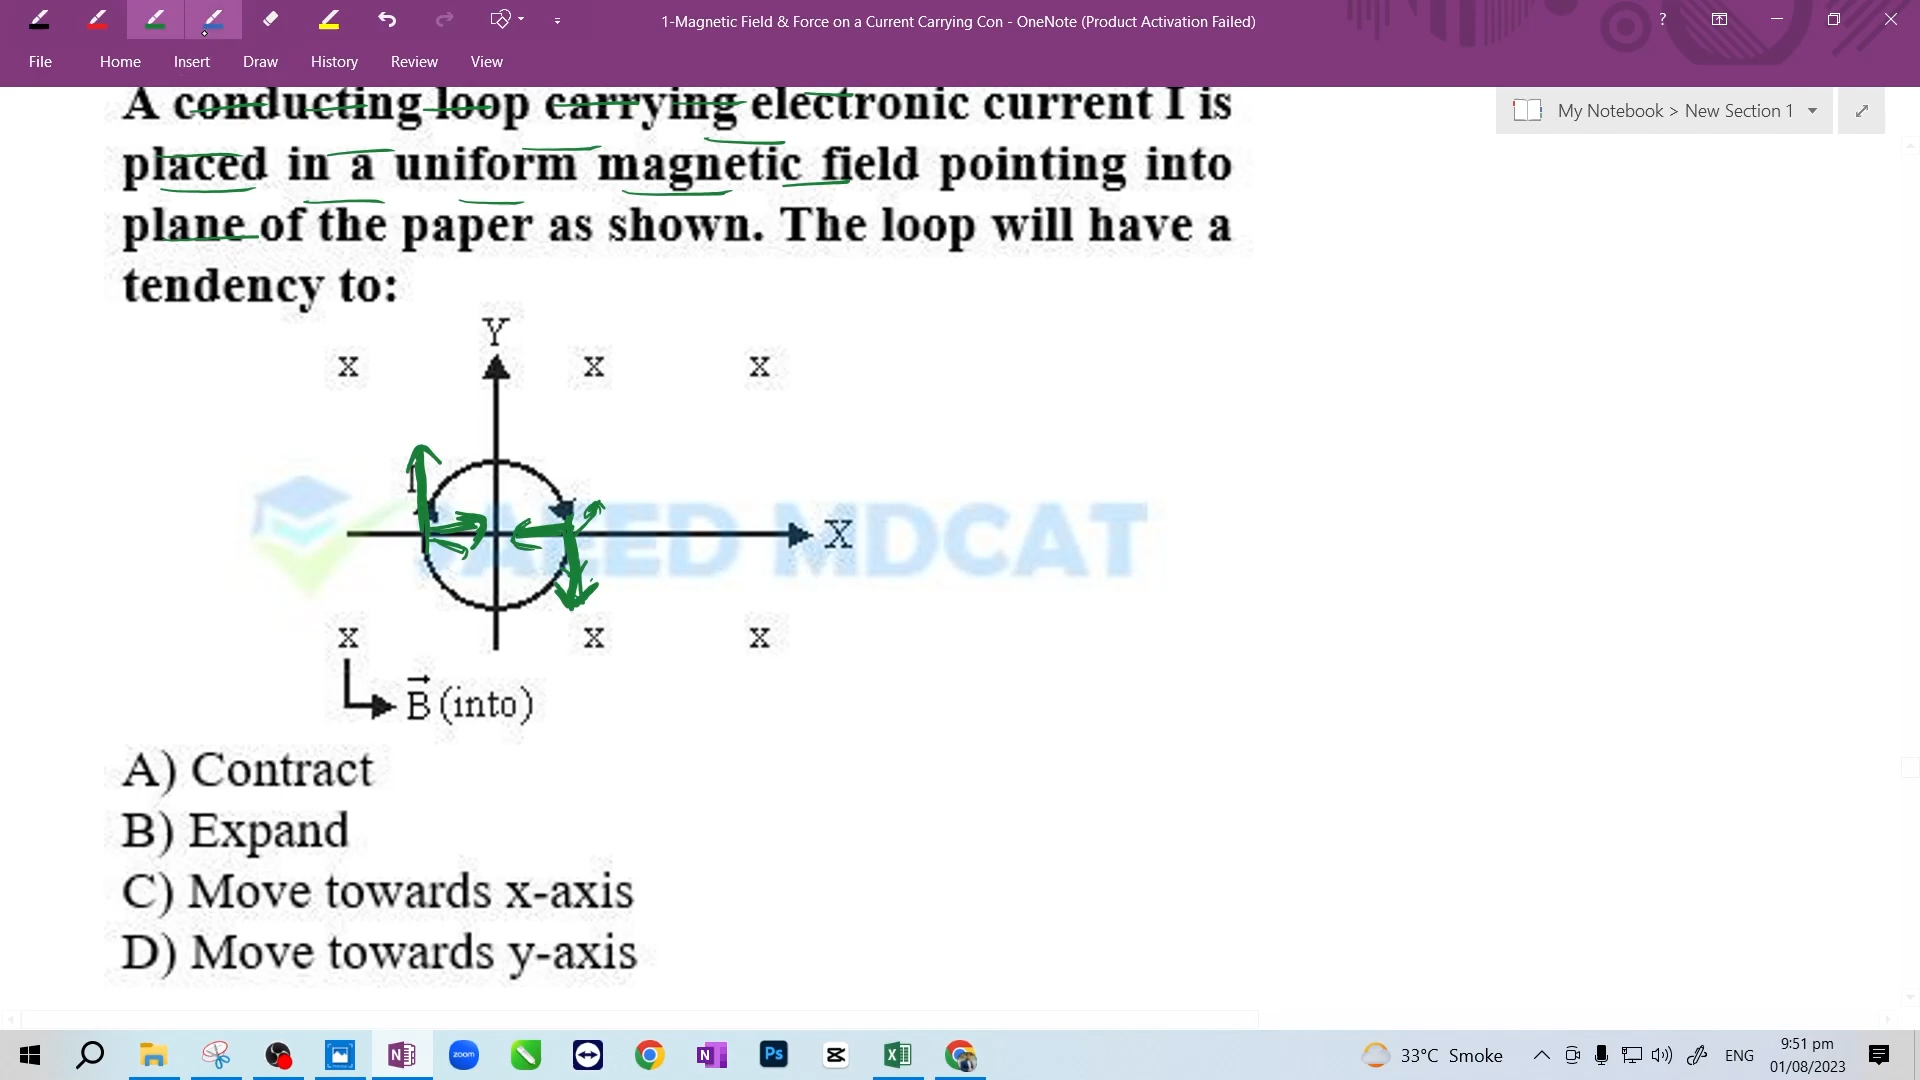 1-Magnetic Field & Force on a Current Carrying Con - OneNote (Product Activation Failed)
?
File Home Insert Draw History Review View
My Notebook > New Section 1
A conducting loop carrying electronic current I is
placed in a uniform magnetic field pointing into
plane of the paper as shown. The loop will have a
tendency to:
Y
x x x
I
X
MDCAT
x x x
B (into)
A) Contract
B) Expand
C) Move towards x-axis
D) Move towards y-axis
zoom
N
N
Ps
X
33°C Smoke
ENG
9:51 pm
01/08/2023